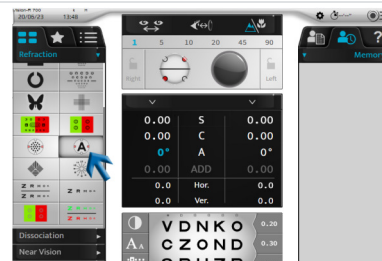 Vision-R 700
20/05/23 13:48
Refraction
A
Dissociation
Near Vision
1 5 10 20 45 90
Right Left
0.00 S 0.00
0.00 C 0.00
0° A 0°
0.00 ADD 0.00
0.0 Hor. 0.0
0.0 Ver. 0.0
V D N K O 0.20
C Z O N D 0.30
Memor
?